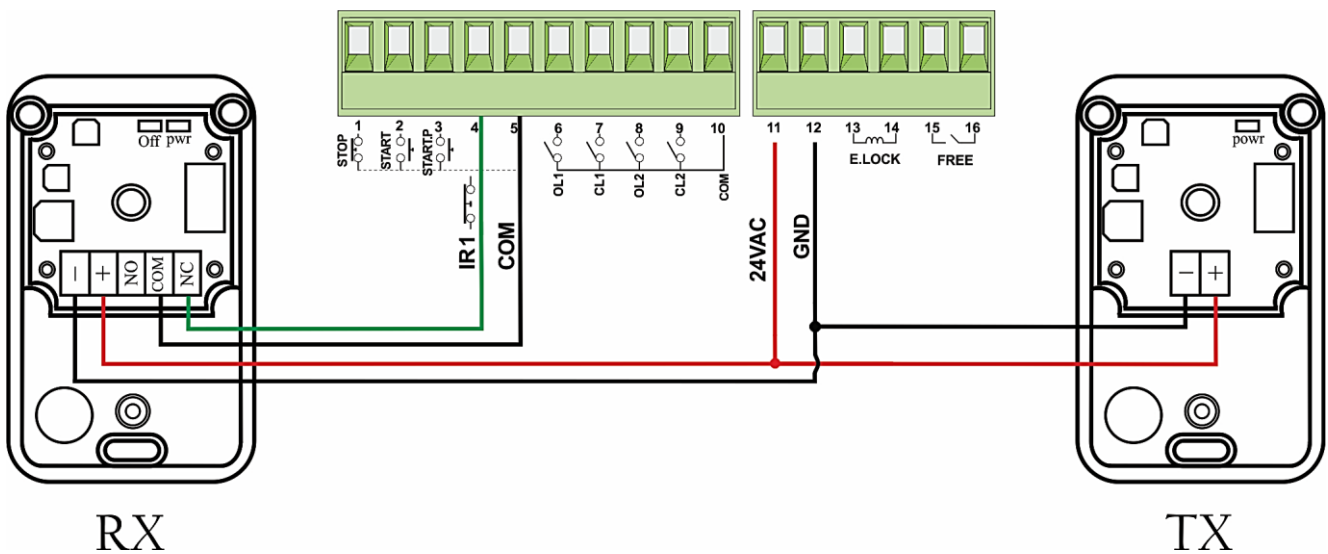 1 2 3 4 5 6 7 8 9 10 11 12 13 14 15 16
STOP
START
START.P
IR1
COM
OL1
CL1
OL2
CL2
COM
24VAC
GND
E.LOCK
FREE
Off pwr
− + NO COM NC
powr
− +
RX
TX